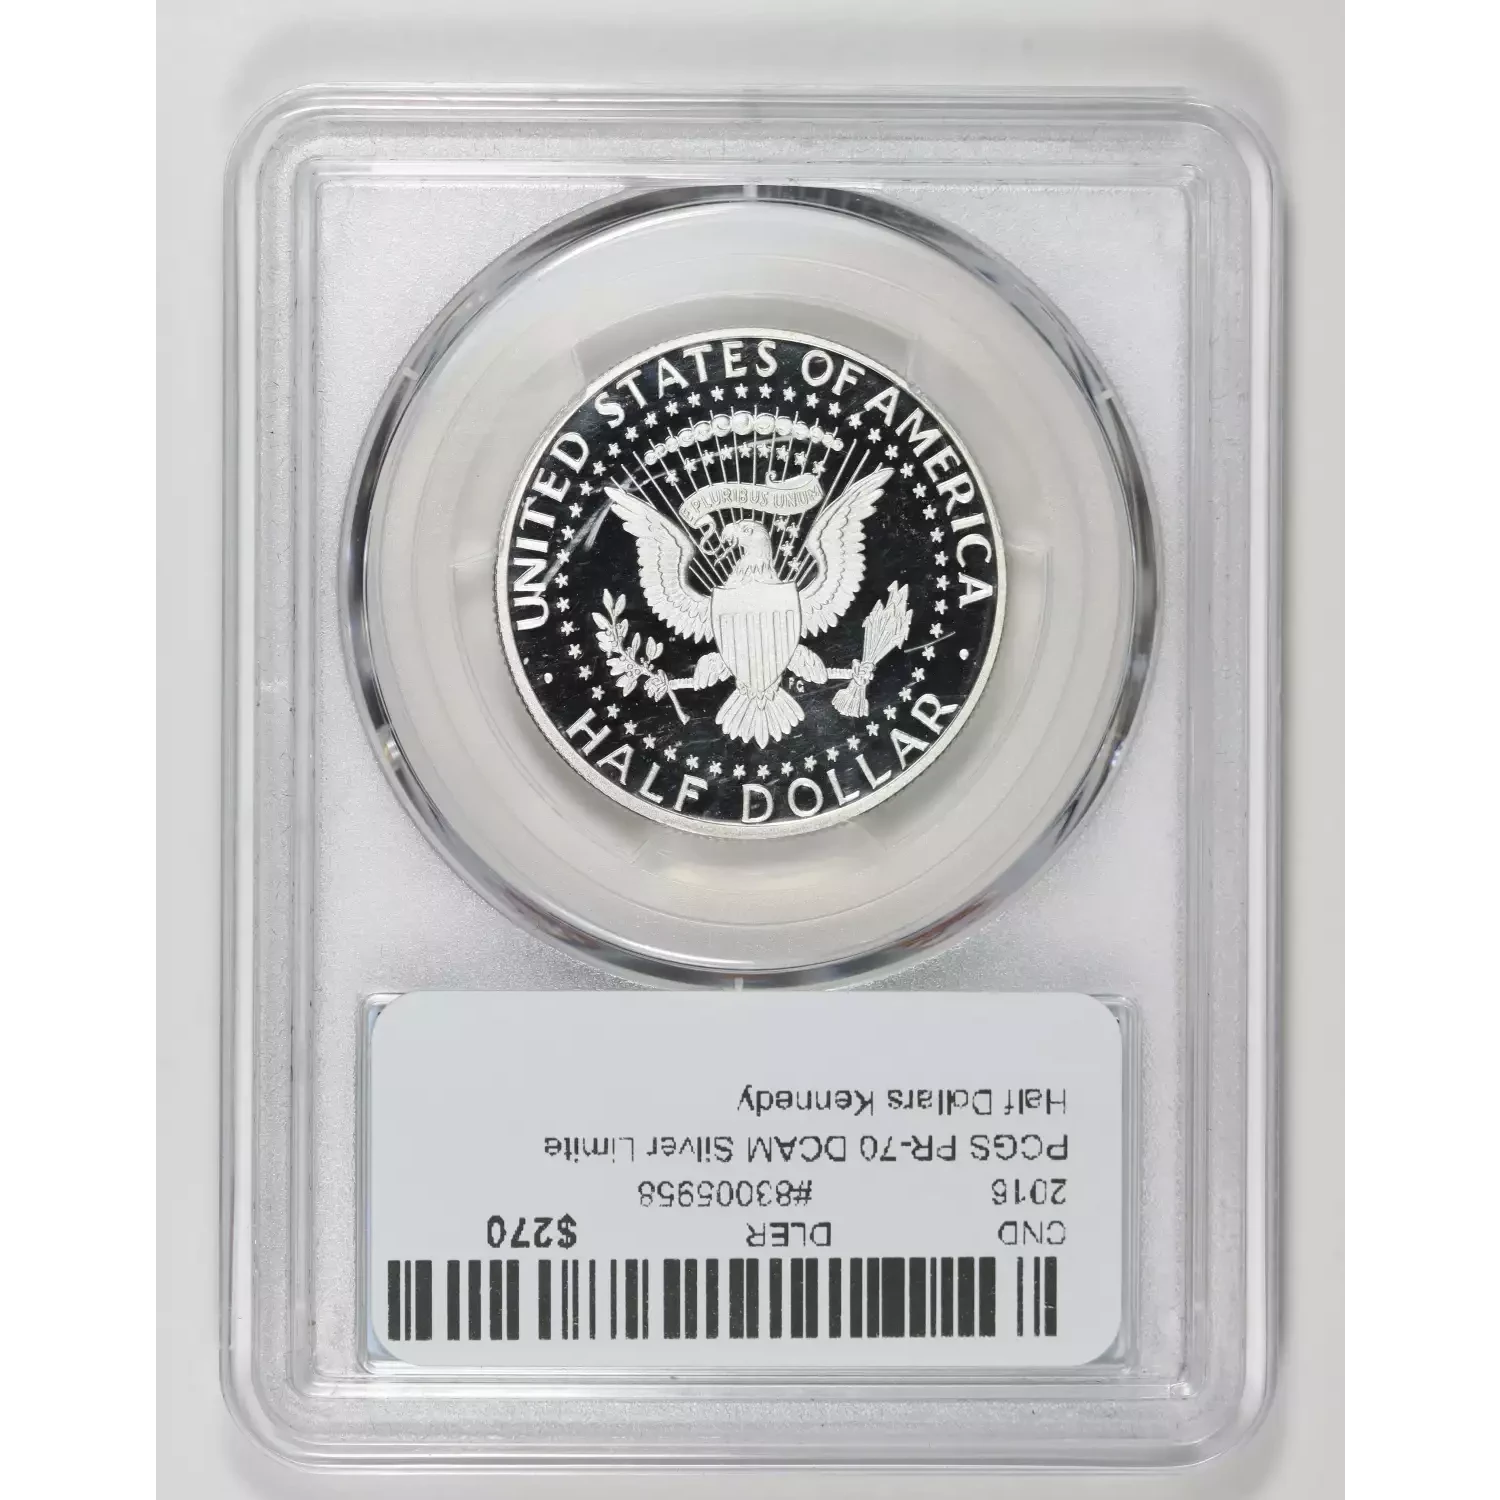 UNITED STATES OF AMERICA
E PLURIBUS UNUM
FG
HALF DOLLAR
CND DLER $270
2016 #83005958
PCGS PR-70 DCAM Silver Limite
Half Dollars Kennedy